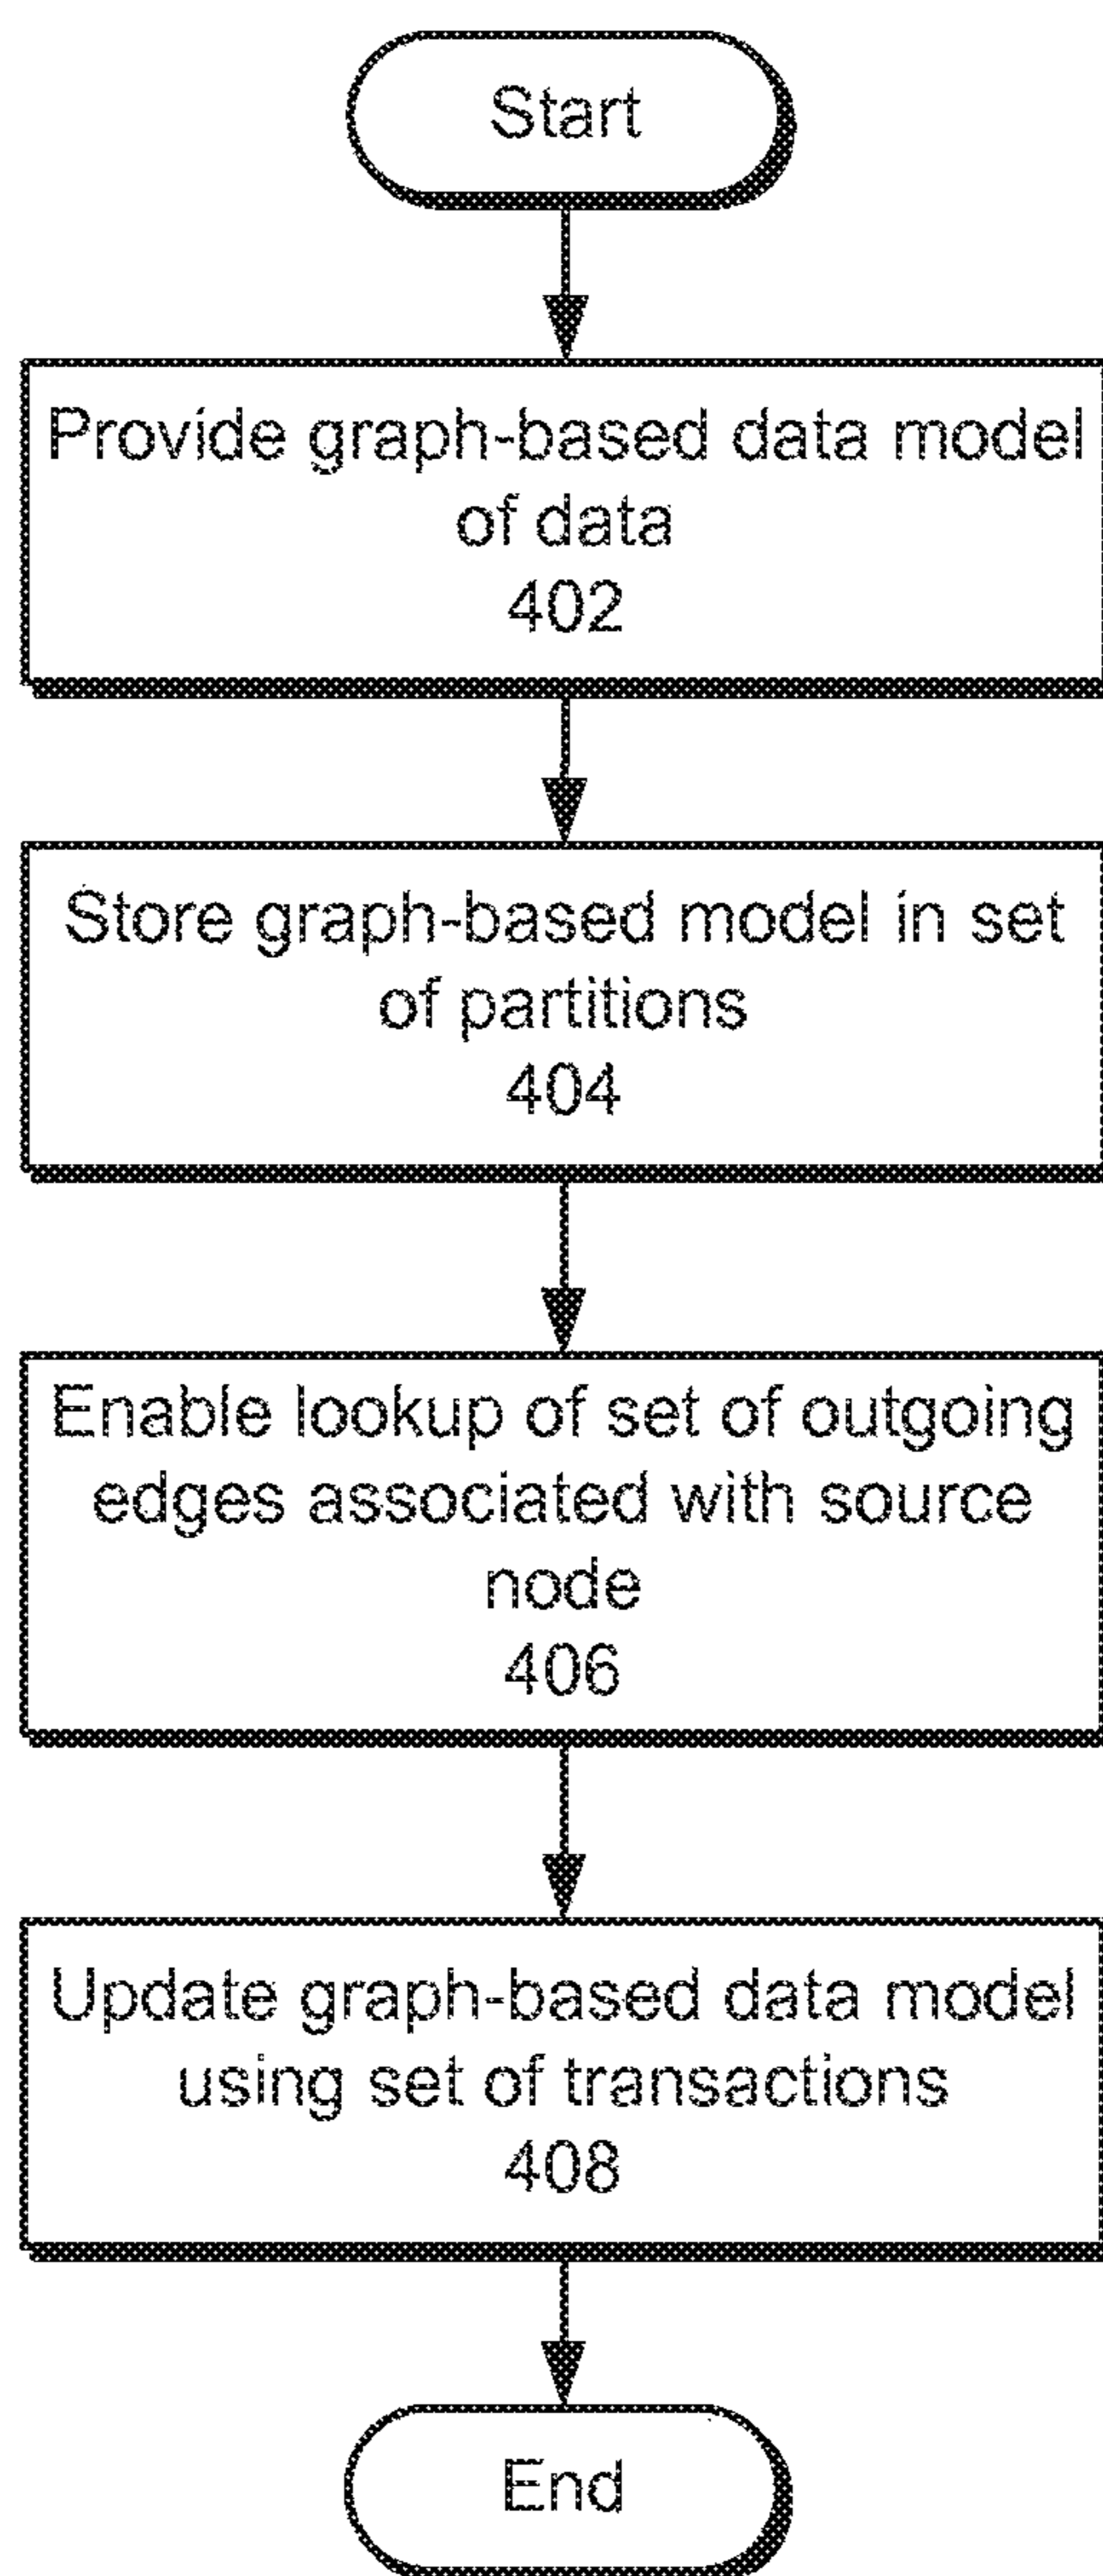 Start
Provide graph-based data model
of data
402
Store graph-based model in set
of partitions
404
Enable lookup of set of outgoing
edges associated with source
node
406
Update graph-based data model
using set of transactions
408
End